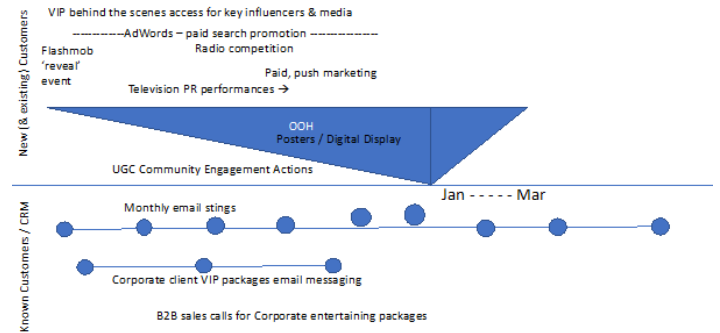 VIP behind the scenes access for key influencers & media
------------AdWords – paid search promotion ----------------
Flashmob
'reveal'
event
Radio competition
Paid, push marketing
Television PR performances →
New (& existing) Customers
OOH
Posters / Digital Display
UGC Community Engagement Actions
Jan - - - - - Mar
Known Customers / CRM
Monthly email stings
Corporate client VIP packages email messaging
B2B sales calls for Corporate entertaining packages